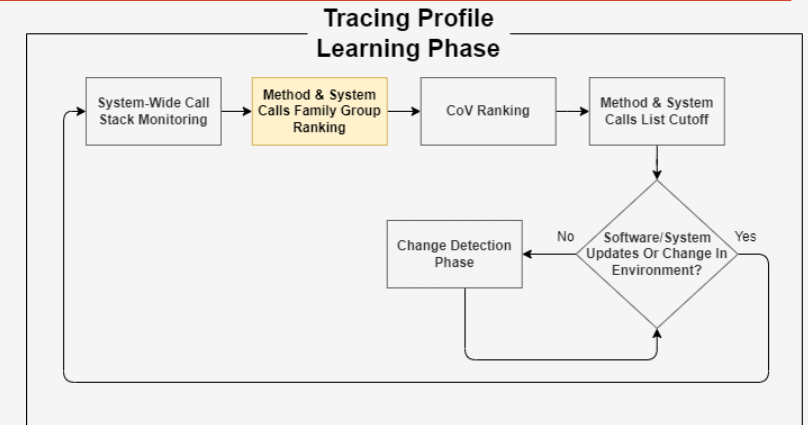 Tracing Profile
Learning Phase
System-Wide Call
Stack Monitoring
Method & System
Calls Family Group
Ranking
CoV Ranking
Method & System
Calls List Cutoff
Change Detection
Phase
No
Software/System
Updates Or Change In
Environment?
Yes